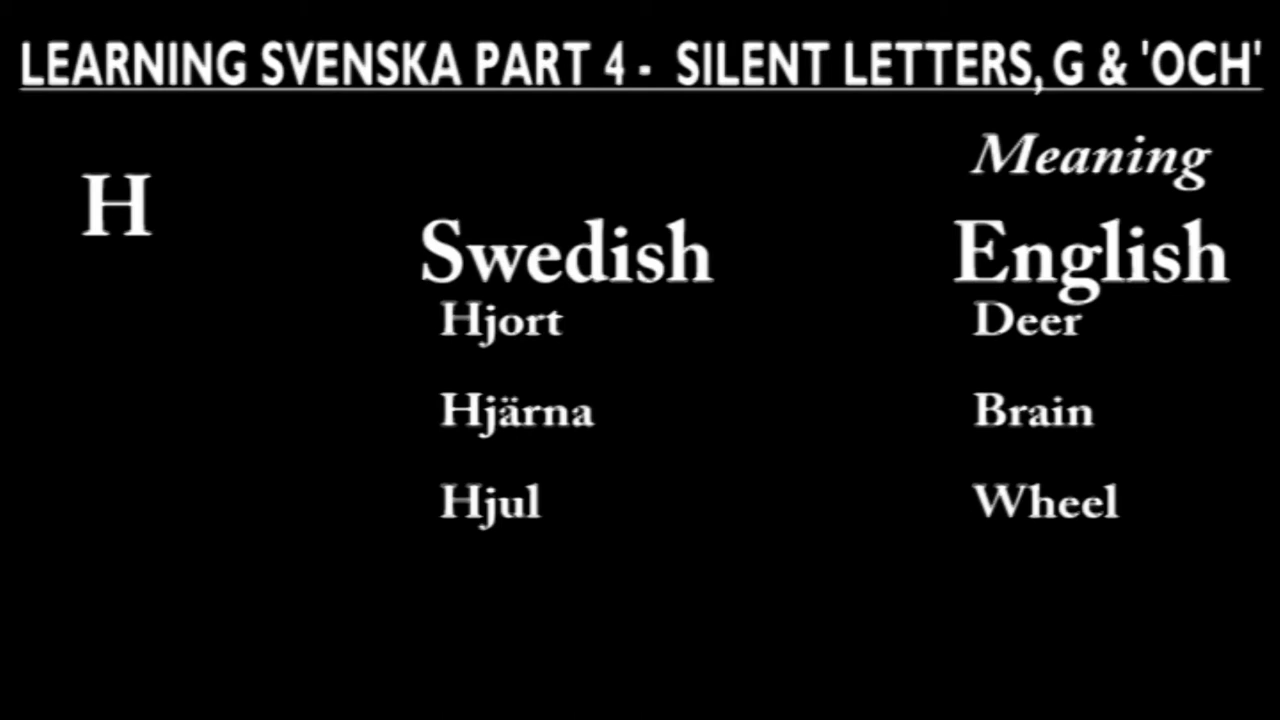 LEARNING SVENSKA PART 4 - SILENT LETTERS, G & 'OCH'
Meaning
H
Swedish English
Hjort Deer
Hjärna Brain
Hjul Wheel